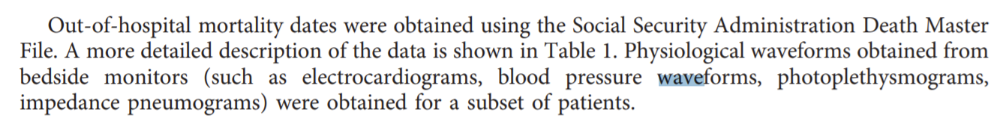 Out-of-hospital mortality dates were obtained using the Social Security Administration Death Master
File. A more detailed description of the data is shown in Table 1. Physiological waveforms obtained from
bedside monitors (such as electrocardiograms, blood pressure waveforms, photoplethysmograms,
impedance pneumograms) were obtained for a subset of patients.